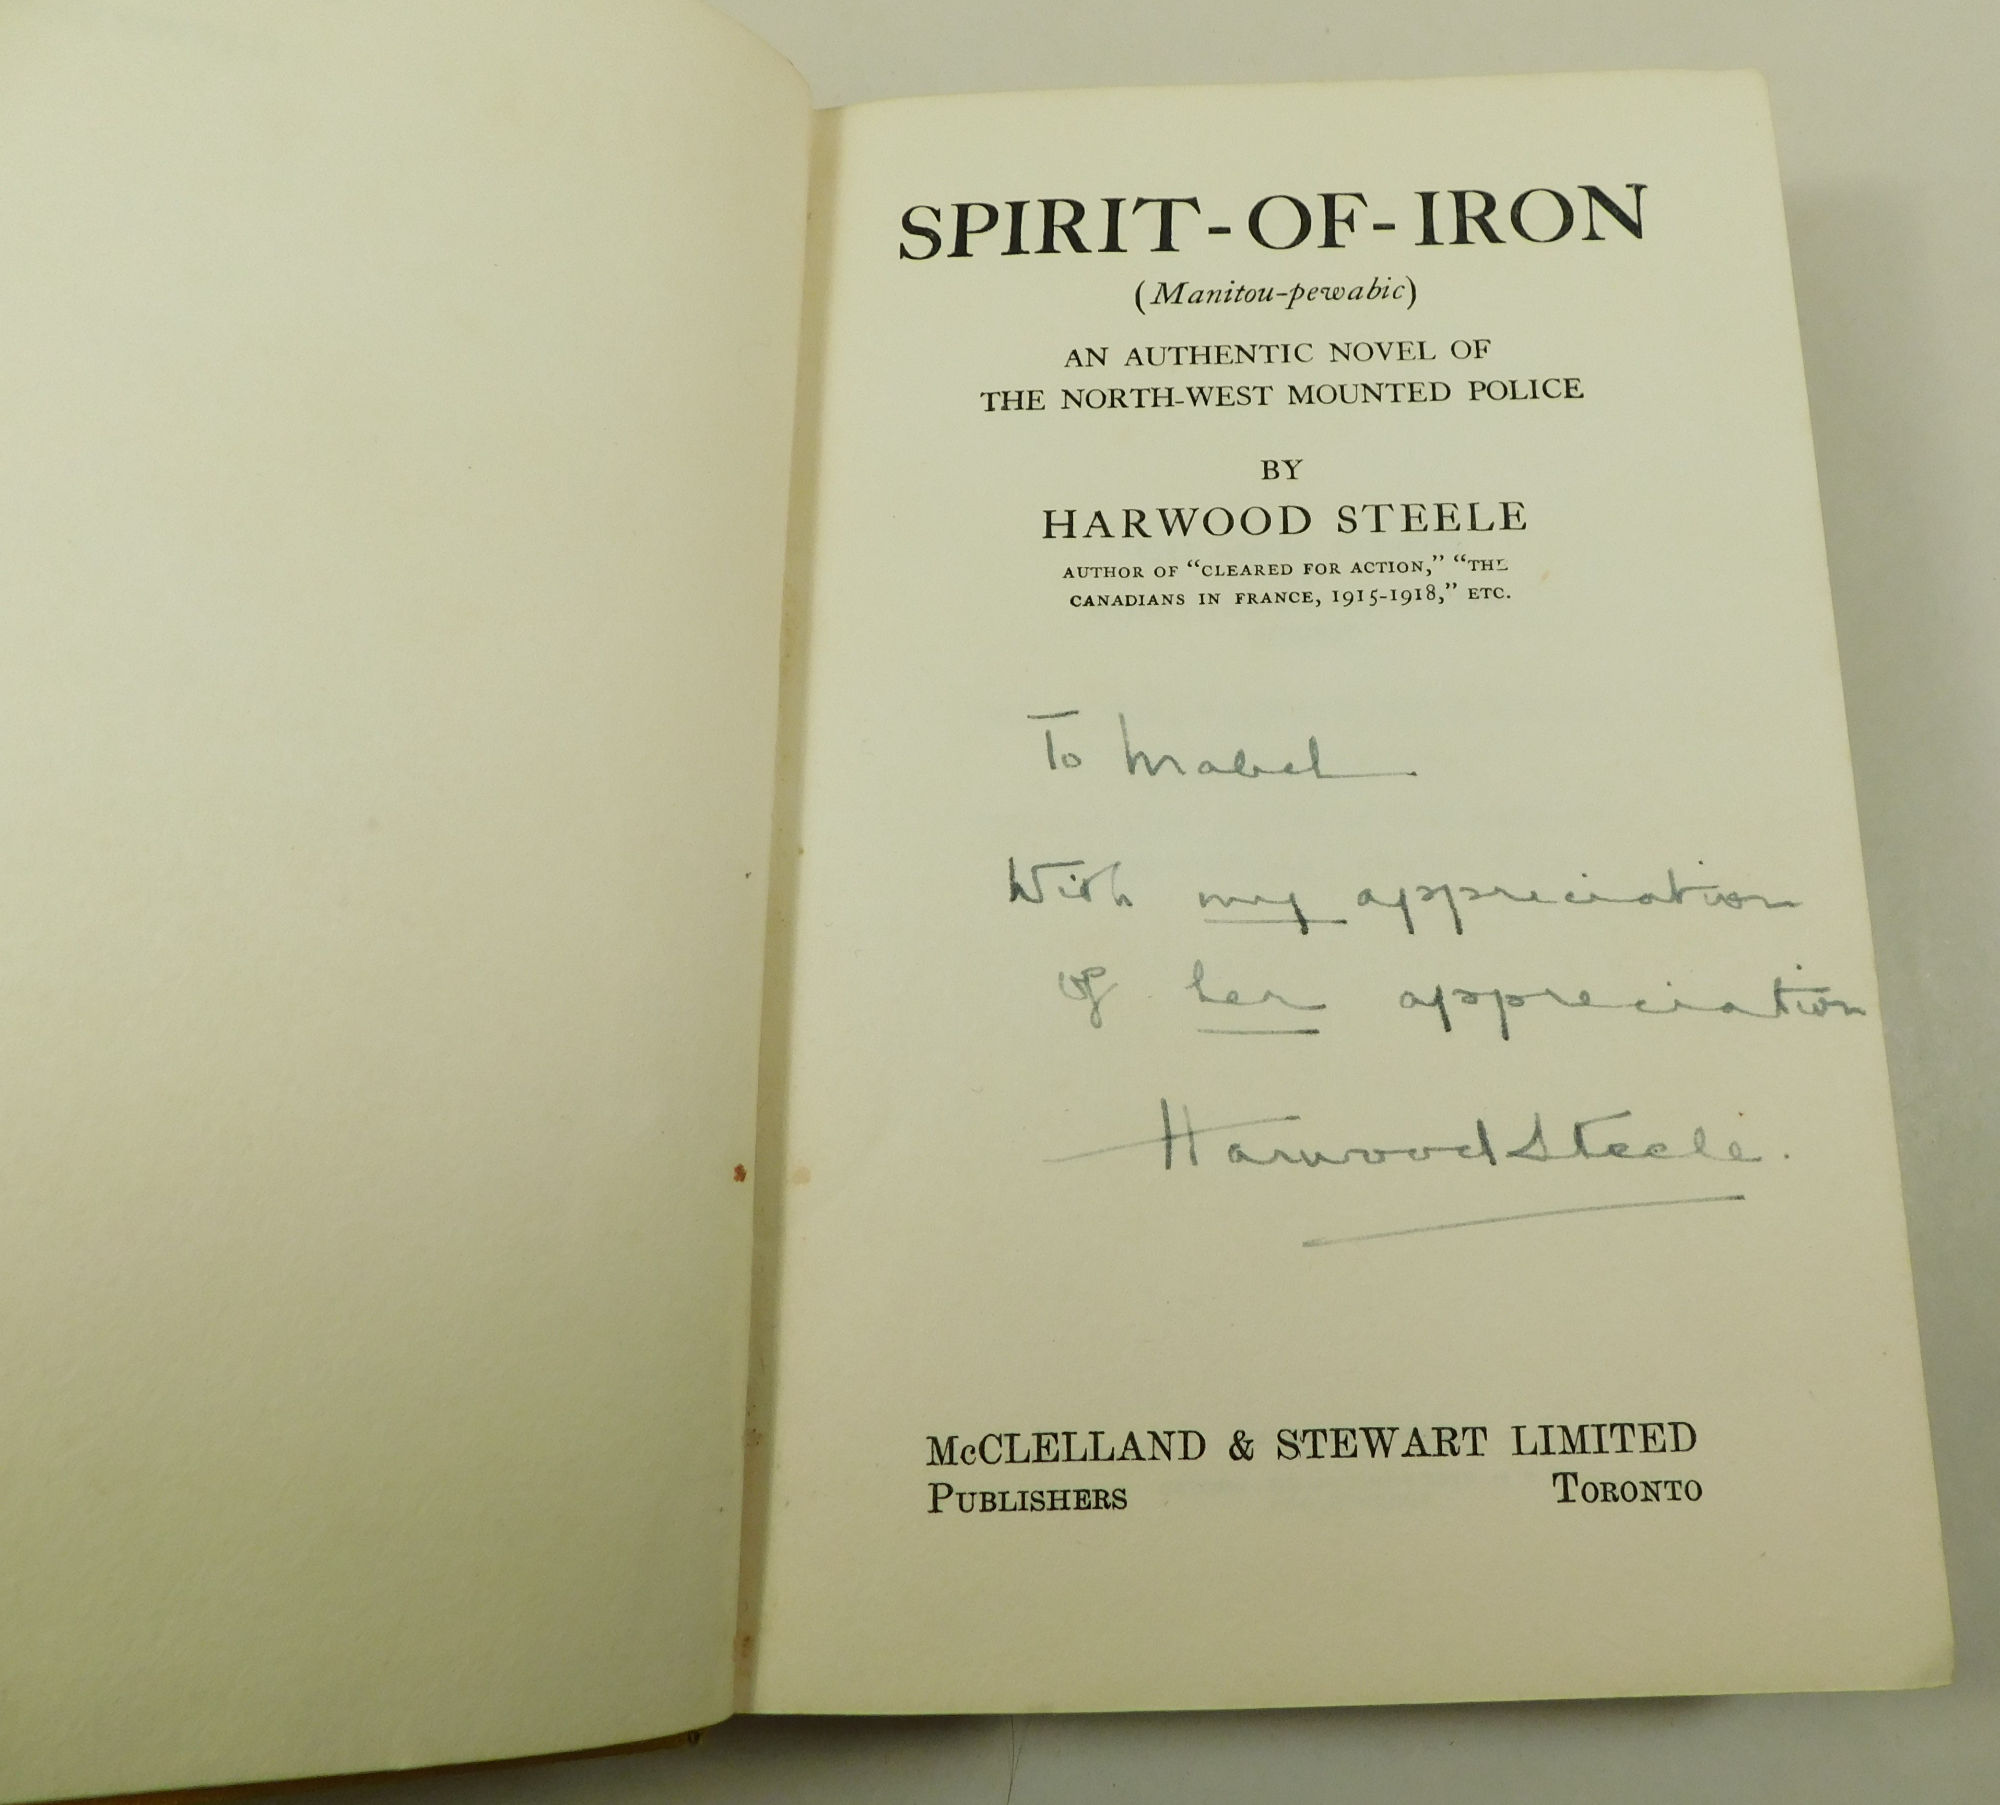 SPIRIT-OF-IRON
(Manitou-pewabic)
AN AUTHENTIC NOVEL OF
THE NORTH-WEST MOUNTED POLICE
BY
HARWOOD STEELE
AUTHOR OF “CLEARED FOR ACTION,” “THE
CANADIANS IN FRANCE, 1915-1918,” ETC.
To Mabel
With my appreciation
of her appreciation
Harwood Steele.
McCLELLAND & STEWART LIMITED
PUBLISHERS TORONTO